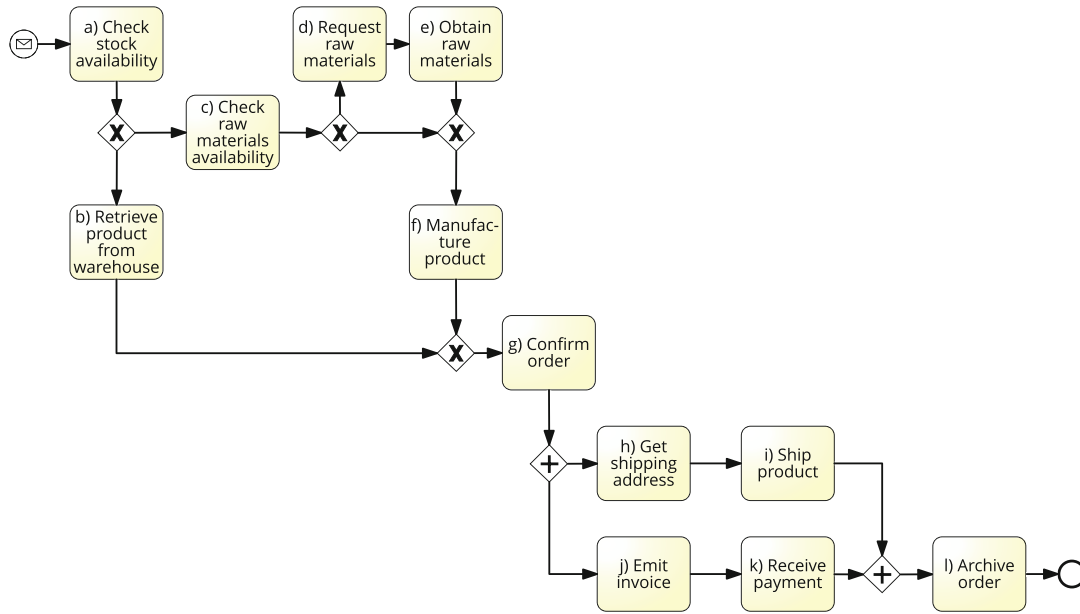 a) Check
stock
availability
d) Request
raw
materials
e) Obtain
raw
materials
X
c) Check
raw
materials
availability
X
X
b) Retrieve
product
from
warehouse
f) Manufac-
ture
product
X
g) Confirm
order
h) Get
shipping
address
i) Ship
product
j) Emit
invoice
k) Receive
payment
l) Archive
order